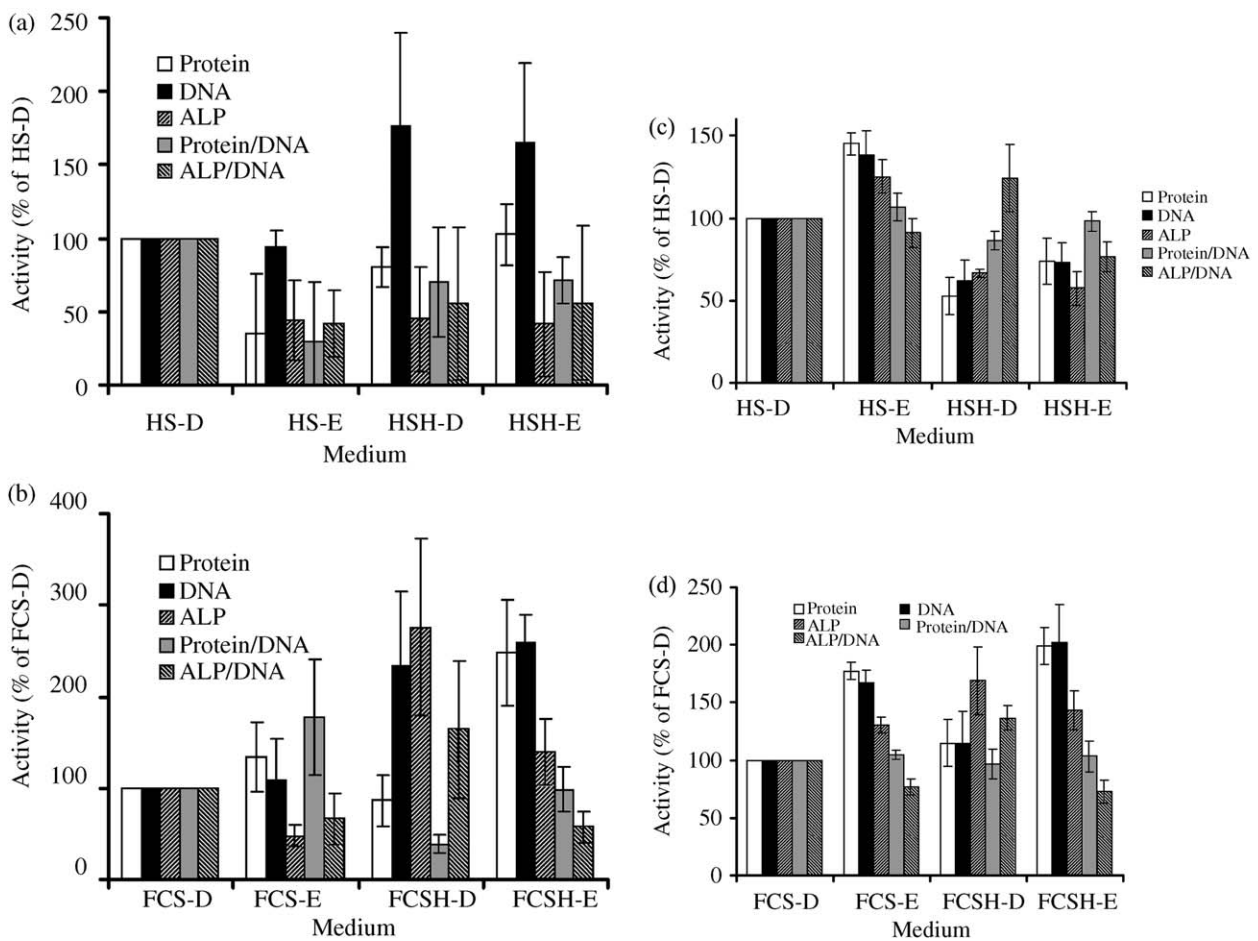 (a)
250
200
150
100
50
0
Activity (% of HS-D)
Protein
DNA
ALP
Protein/DNA
ALP/DNA
HS-D HS-E HSH-D HSH-E
Medium
(b)
400
300
200
100
0
Activity (% of FCS-D)
Protein
DNA
ALP
Protein/DNA
ALP/DNA
FCS-D FCS-E FCSH-D FCSH-E
Medium
(c)
150
100
50
0
Activity (% of HS-D)
Protein
DNA
ALP
Protein/DNA
ALP/DNA
HS-D HS-E HSH-D HSH-E
Medium
(d)
250
200
150
100
50
0
Activity (% of FCS-D)
Protein DNA
ALP Protein/DNA
ALP/DNA
FCS-D FCS-E FCSH-D FCSH-E
Medium